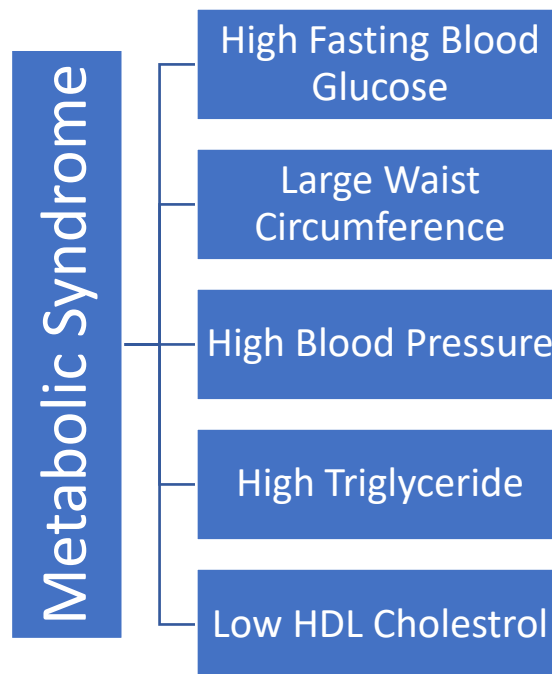 Metabolic Syndrome
High Fasting Blood
Glucose
Large Waist
Circumference
High Blood Pressure
High Triglyceride
Low HDL Cholestrol